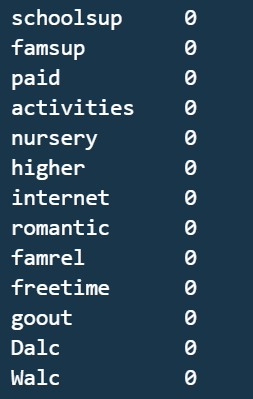 schoolsup 0
famsup 0
paid 0
activities 0
nursery 0
higher 0
internet 0
romantic 0
famrel 0
freetime 0
goout 0
Dalc 0
Walc 0